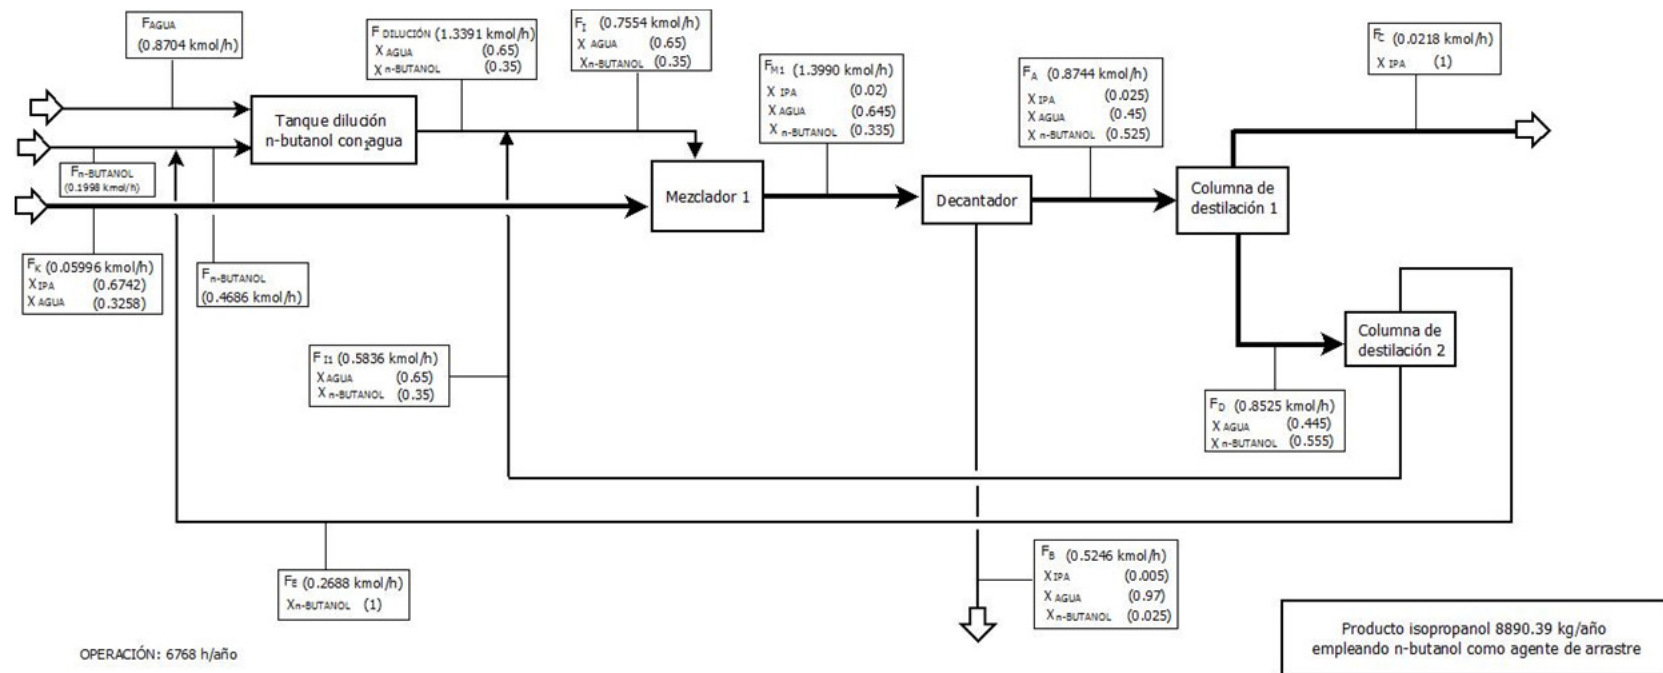 FAGUA
(0.8704 kmol/h)
F DILUCIÓN (1.3391 kmol/h)
X AGUA (0.65)
X n-BUTANOL (0.35)
FI (0.7554 kmol/h)
X AGUA (0.65)
Xn-BUTANOL (0.35)
FM1 (1.3990 kmol/h)
X IPA (0.02)
X AGUA (0.645)
X n-BUTANOL (0.335)
FA (0.8744 kmol/h)
X IPA (0.025)
X AGUA (0.45)
X n-BUTANOL (0.525)
FC (0.0218 kmol/h)
X IPA (1)
Tanque dilución
n-butanol con agua
Fn-BUTANOL
(0.1998 kmol/h)
Mezclador 1
Decantador
Columna de
destilación 1
FK (0.05996 kmol/h)
X IPA (0.6742)
X AGUA (0.3258)
Fn-BUTANOL
(0.4686 kmol/h)
Columna de
destilación 2
F I1 (0.5836 kmol/h)
X AGUA (0.65)
X n-BUTANOL (0.35)
FD (0.8525 kmol/h)
X AGUA (0.445)
Xn-BUTANOL (0.555)
FE (0.2688 kmol/h)
Xn-BUTANOL (1)
FB (0.5246 kmol/h)
X IPA (0.005)
X AGUA (0.97)
X n-BUTANOL (0.025)
OPERACIÓN: 6768 h/año
Producto isopropanol 8890.39 kg/año
empleando n-butanol como agente de arrastre